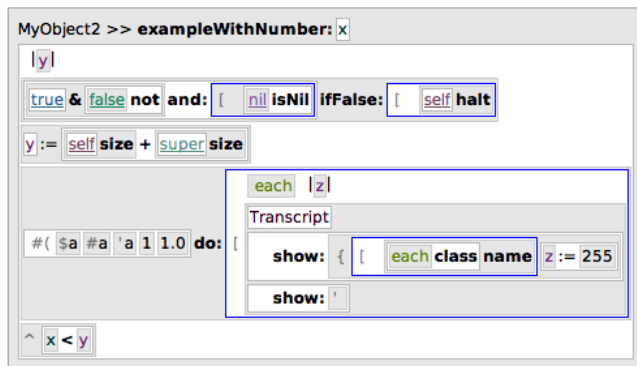 MyObject2 >> exampleWithNumber: x
|y|
true & false not and: [ nil isNil ifFalse: [ self halt
y := self size + super size
each |z|
Transcript
#( $a #a 'a 1 1.0 do: [
show: { [ each class name z := 255
show: '
^ x < y